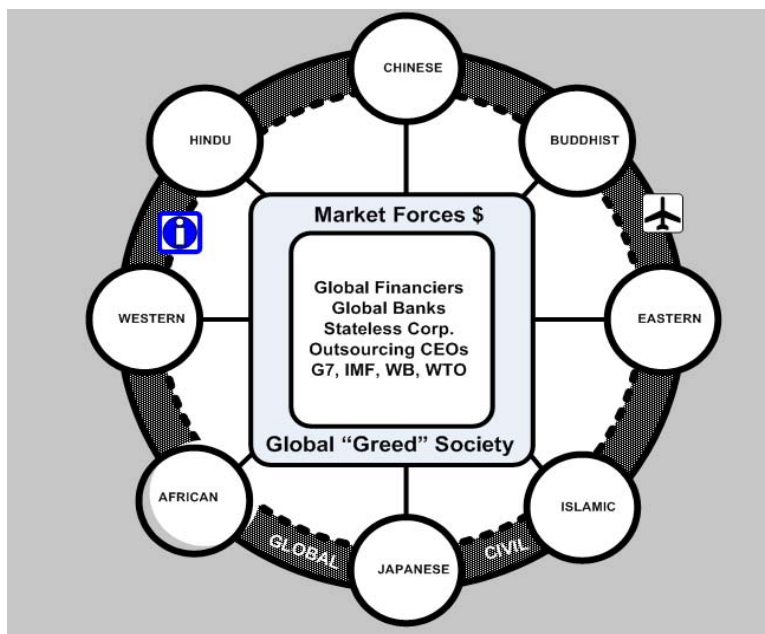 CHINESE
HINDU
BUDDHIST
Market Forces $
i
Global Financiers
Global Banks
Stateless Corp.
Outsourcing CEOs
G7, IMF, WB, WTO
WESTERN
EASTERN
Global “Greed” Society
AFRICAN
ISLAMIC
GLOBAL
CIVIL
JAPANESE